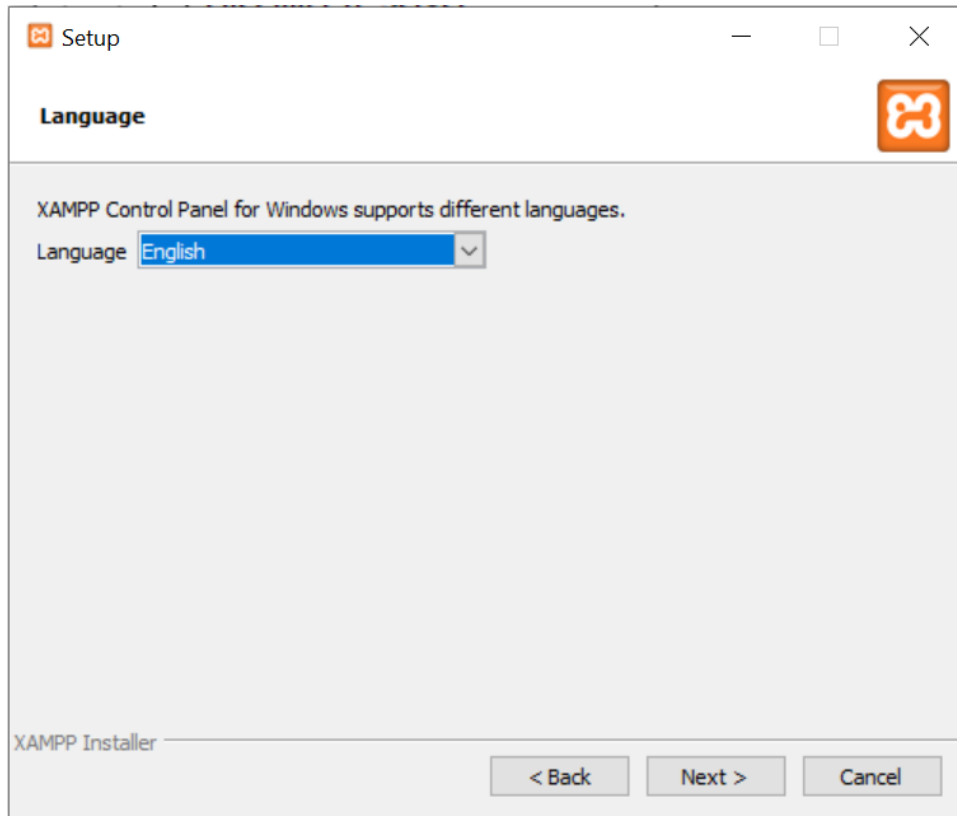 Setup
Language
XAMPP Control Panel for Windows supports different languages.
Language English
XAMPP Installer
< Back Next > Cancel